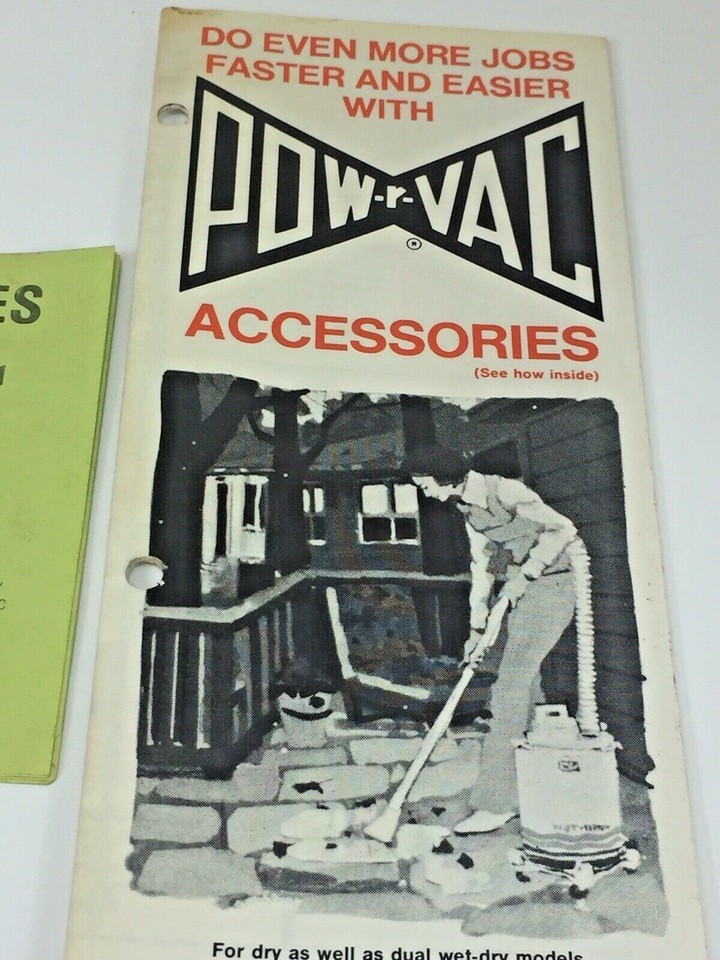 DO EVEN MORE JOBS
FASTER AND EASIER
WITH
POW-r-VAC
®
ACCESSORIES
(See how inside)
For dry as well as dual wet-dry models
ES